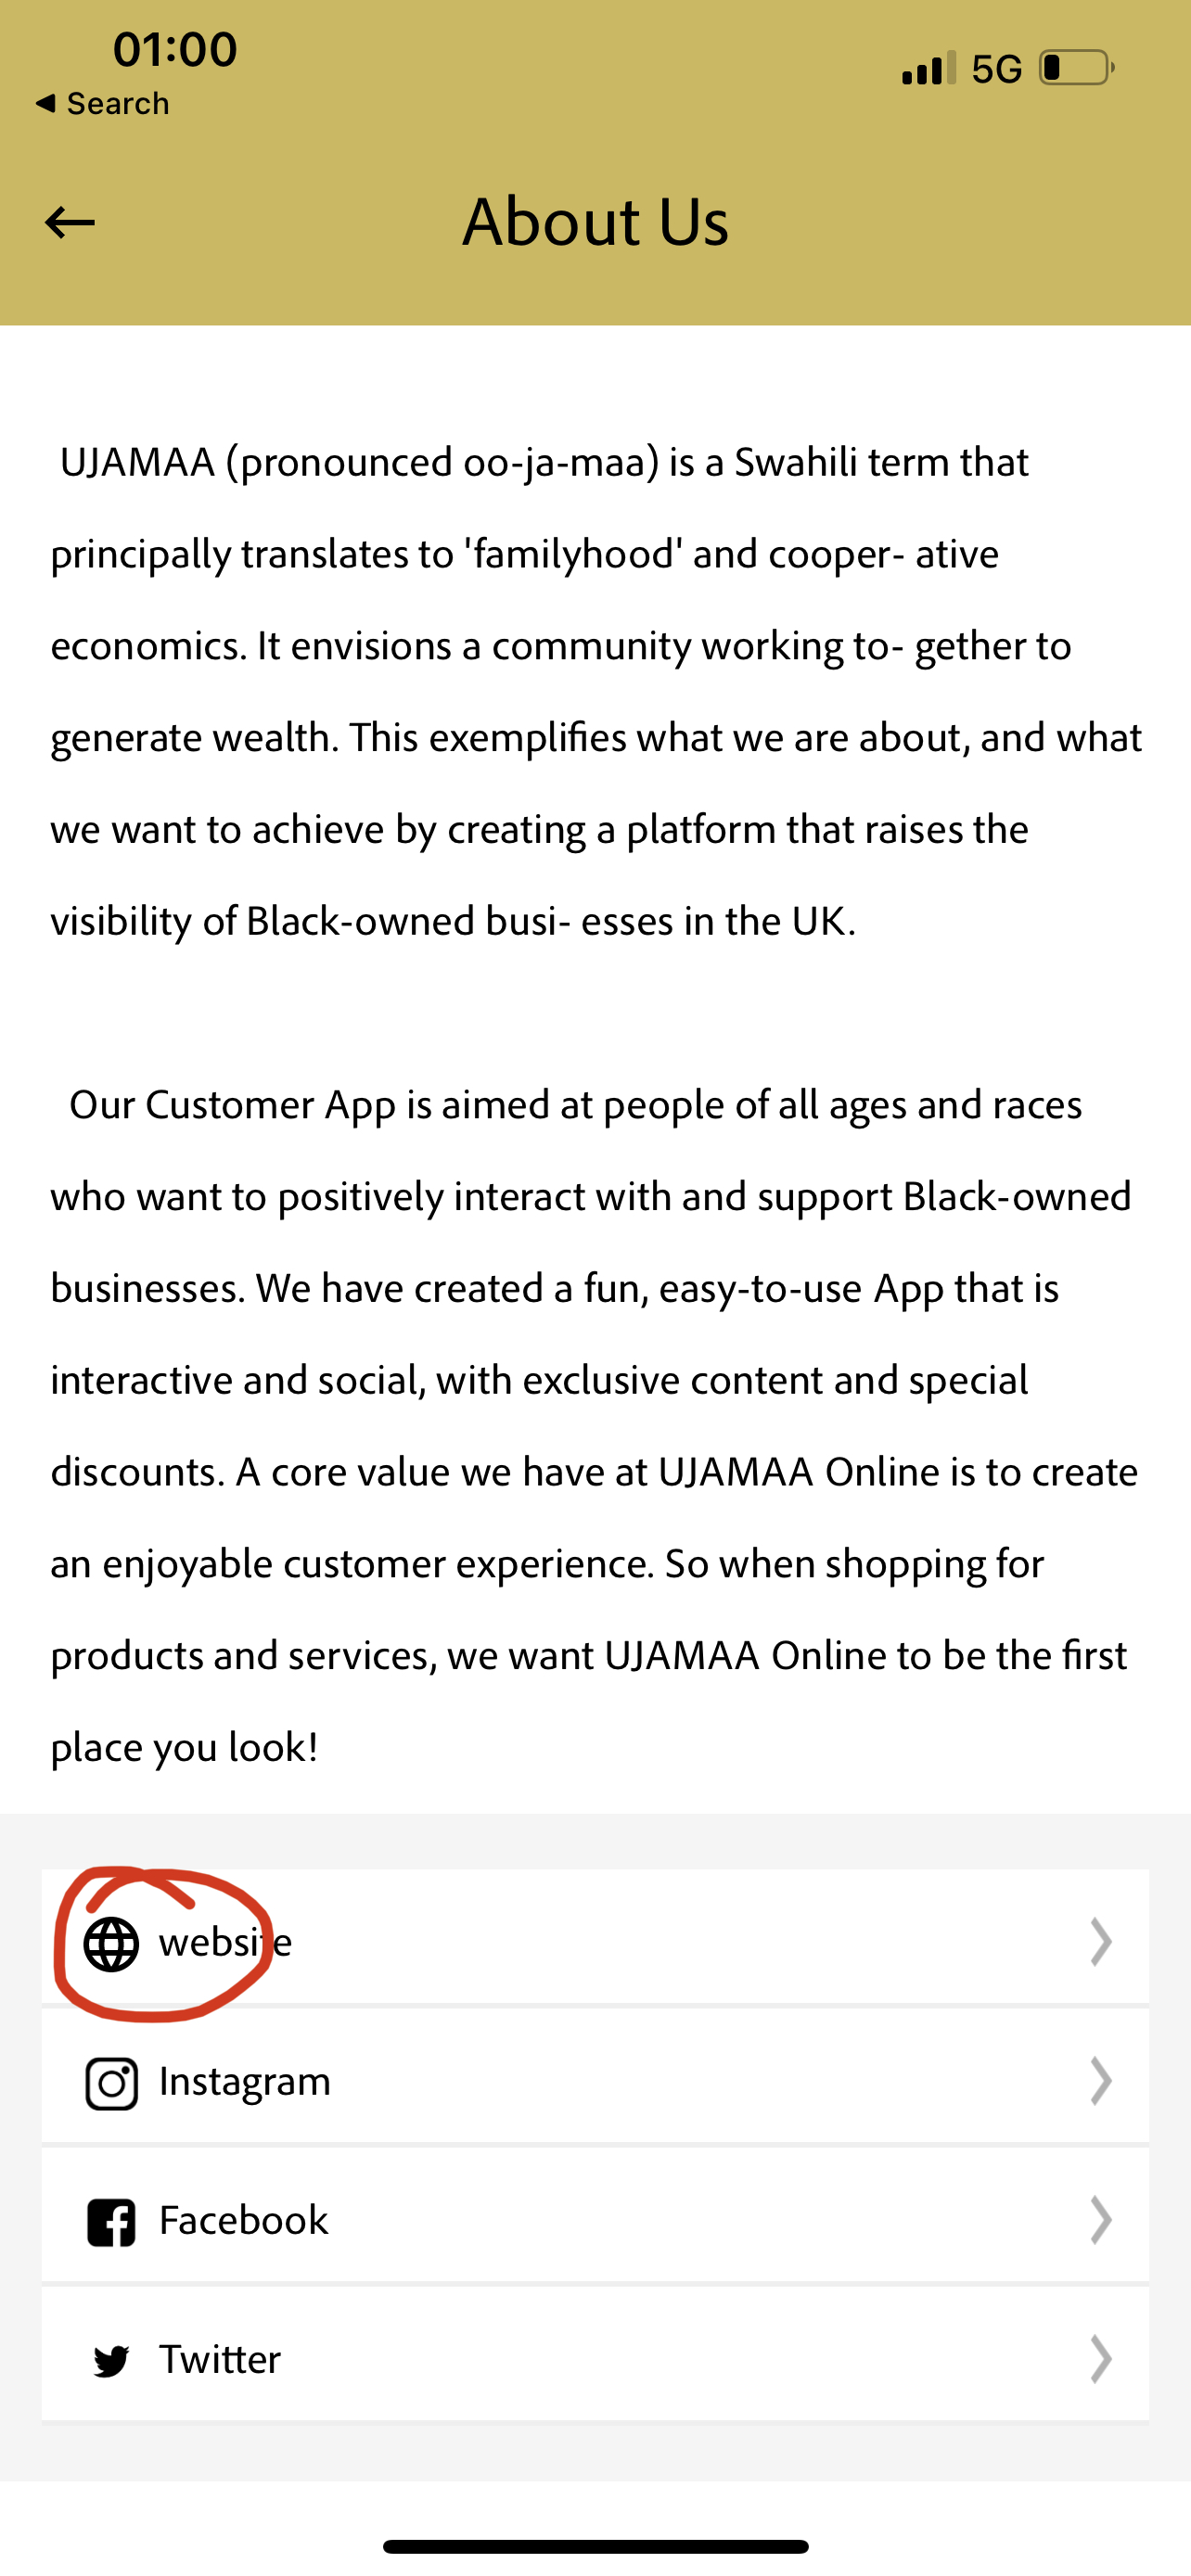 01:00
5G
Search
About Us
UJAMAA (pronounced oo-ja-maa) is a Swahili term that
principally translates to 'familyhood' and cooper- ative
economics. It envisions a community working to- gether to
generate wealth. This exemplifies what we are about, and what
we want to achieve by creating a platform that raises the
visibility of Black-owned busi- esses in the UK.
Our Customer App is aimed at people of all ages and races
who want to positively interact with and support Black-owned
businesses. We have created a fun, easy-to-use App that is
interactive and social, with exclusive content and special
discounts. A core value we have at UJAMAA Online is to create
an enjoyable customer experience. So when shopping for
products and services, we want UJAMAA Online to be the first
place you look!
website
Instagram
Facebook
Twitter